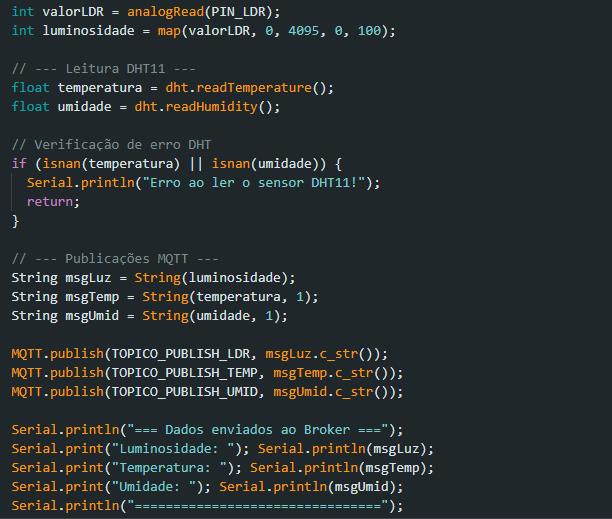 int valorLDR = analogRead(PIN_LDR);
int luminosidade = map(valorLDR, 0, 4095, 0, 100);

// --- Leitura DHT11 ---
float temperatura = dht.readTemperature();
float umidade = dht.readHumidity();

// Verificação de erro DHT
if (isnan(temperatura) || isnan(umidade)) {
  Serial.println("Erro ao ler o sensor DHT11!");
  return;
}

// --- Publicações MQTT ---
String msgLuz = String(luminosidade);
String msgTemp = String(temperatura, 1);
String msgUmid = String(umidade, 1);

MQTT.publish(TOPICO_PUBLISH_LDR, msgLuz.c_str());
MQTT.publish(TOPICO_PUBLISH_TEMP, msgTemp.c_str());
MQTT.publish(TOPICO_PUBLISH_UMID, msgUmid.c_str());

Serial.println("=== Dados enviados ao Broker ===");
Serial.print("Luminosidade: "); Serial.println(msgLuz);
Serial.print("Temperatura: "); Serial.println(msgTemp);
Serial.print("Umidade: "); Serial.println(msgUmid);
Serial.println("================================");